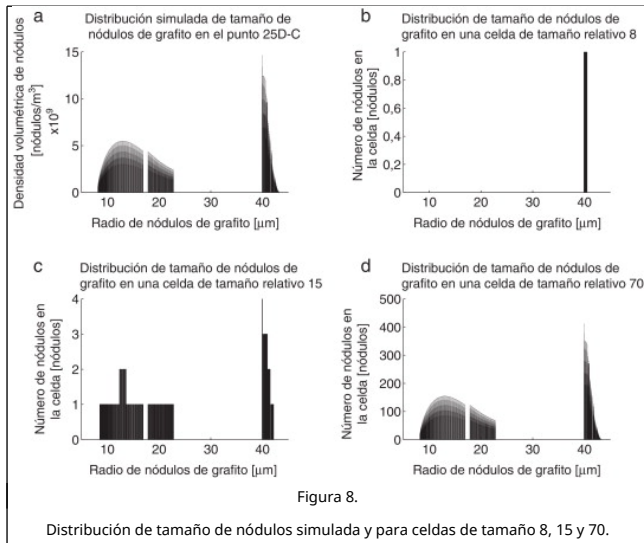 a
Distribución simulada de tamaño de
nódulos de grafito en el punto 25D-C
Densidad volumétrica de nódulos
[nódulos/m³]
x10⁹
15
10
5
0
10 20 30 40
Radio de nódulos de grafito [μm]
b
Distribución de tamaño de nódulos de
grafito en una celda de tamaño relativo 8
Número de nódulos en
la celda [nódulos]
1
0,8
0,6
0,4
0,2
0
10 20 30 40
Radio de nódulos de grafito [μm]
c
Distribución de tamaño de nódulos de
grafito en una celda de tamaño relativo 15
Número de nódulos en
la celda [nódulos]
4
3
2
1
0
10 20 30 40
Radio de nódulos de grafito [μm]
d
Distribución de tamaño de nódulos de
grafito en una celda de tamaño relativo 70
Número de nódulos en
la celda [nódulos]
500
400
300
200
100
0
10 20 30 40
Radio de nódulos de grafito [μm]
Figura 8.
Distribución de tamaño de nódulos simulada y para celdas de tamaño 8, 15 y 70.